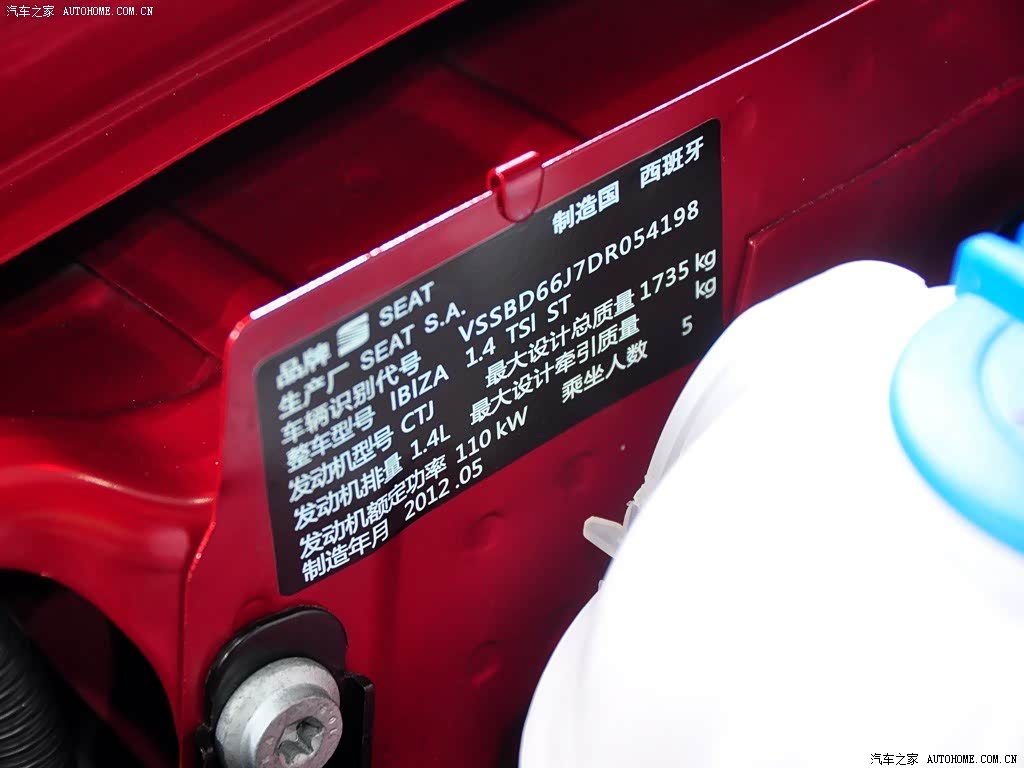 汽车之家 AUTOHOME.COM.CN
制造国 西班牙
品牌 SEAT
生产厂 SEAT S.A.
车辆识别代号 VSSBD66J7DR054198
整车型号 IBIZA 1.4 TSI ST
发动机型号 CTJ 最大设计总质量 1735 kg
发动机排量 1.4L 最大设计牵引质量 kg
发动机额定功率 110 kW 乘坐人数 5
制造年月 2012.05
汽车之家 AUTOHOME.COM.CN